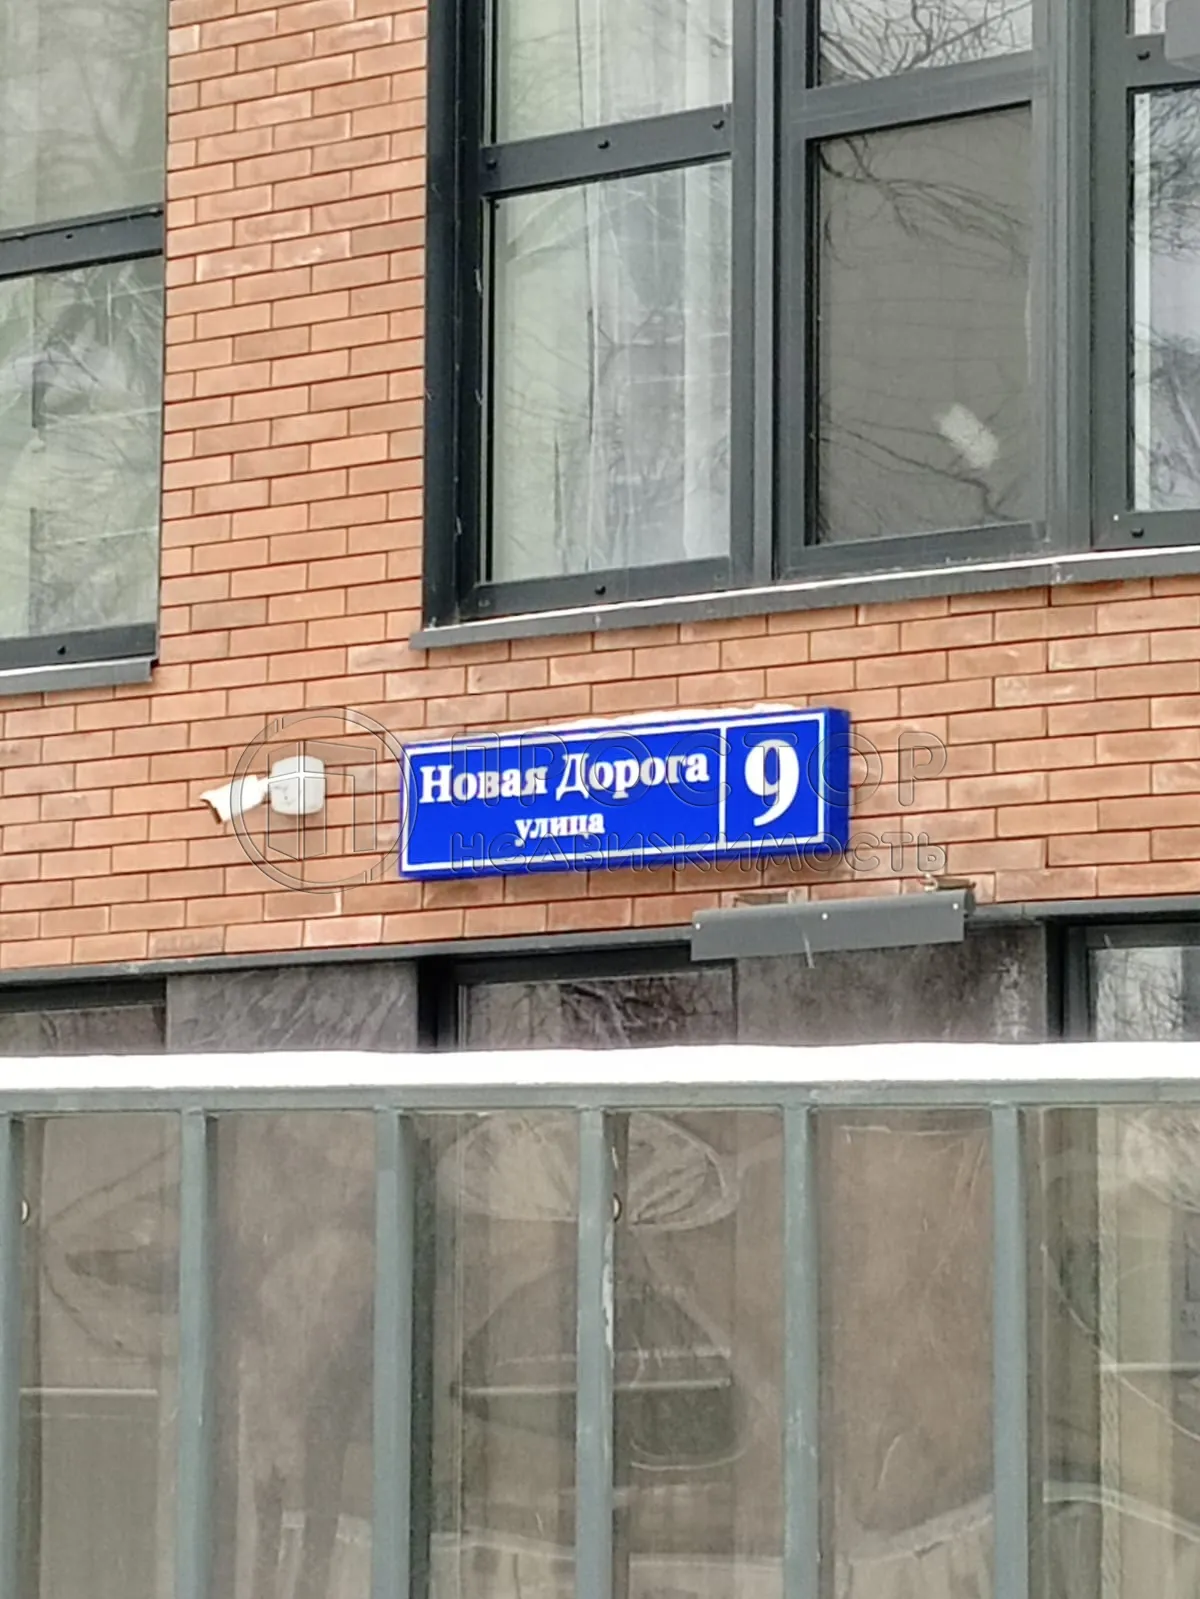 Новая Дорога
улица
9
ПРОСТОР
НЕДВИЖИМОСТЬ